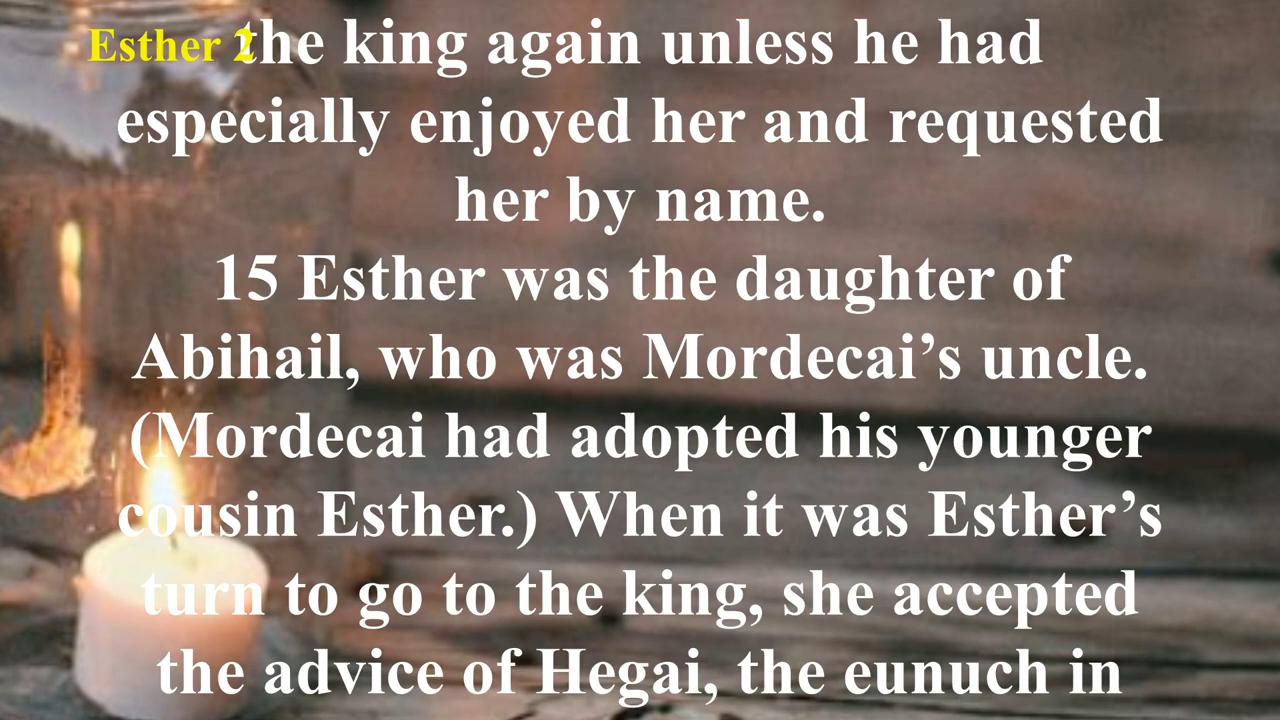 Esther 2
the king again unless he had
especially enjoyed her and requested
her by name.
15 Esther was the daughter of
Abihail, who was Mordecai’s uncle.
(Mordecai had adopted his younger
cousin Esther.) When it was Esther’s
turn to go to the king, she accepted
the advice of Hegai, the eunuch in